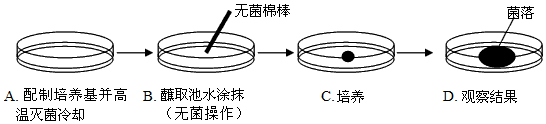 无菌棉棒
菌落
A. 配制培养基并高
温灭菌冷却
B. 蘸取池水涂抹
（无菌操作）
C. 培养
D. 观察结果